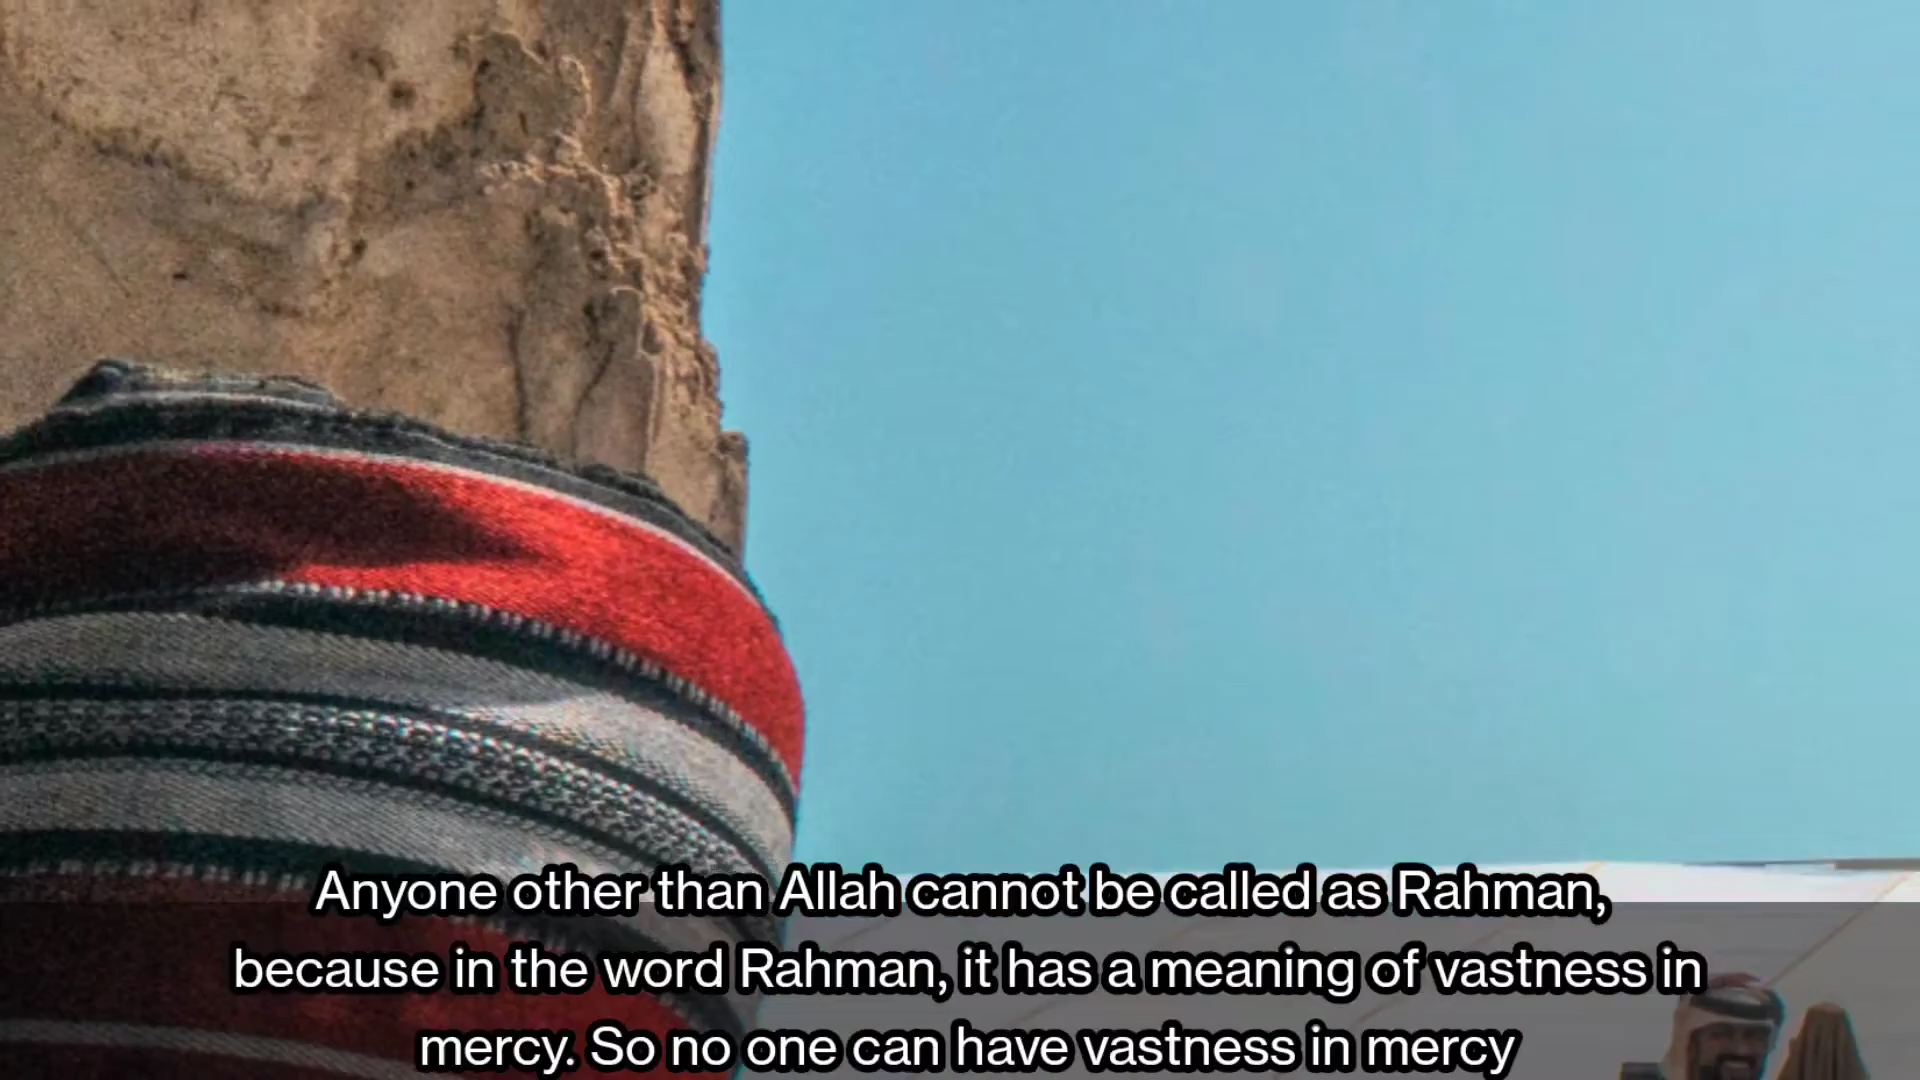 Anyone other than Allah cannot be called as Rahman,
because in the word Rahman, it has a meaning of vastness in
mercy. So no one can have vastness in mercy